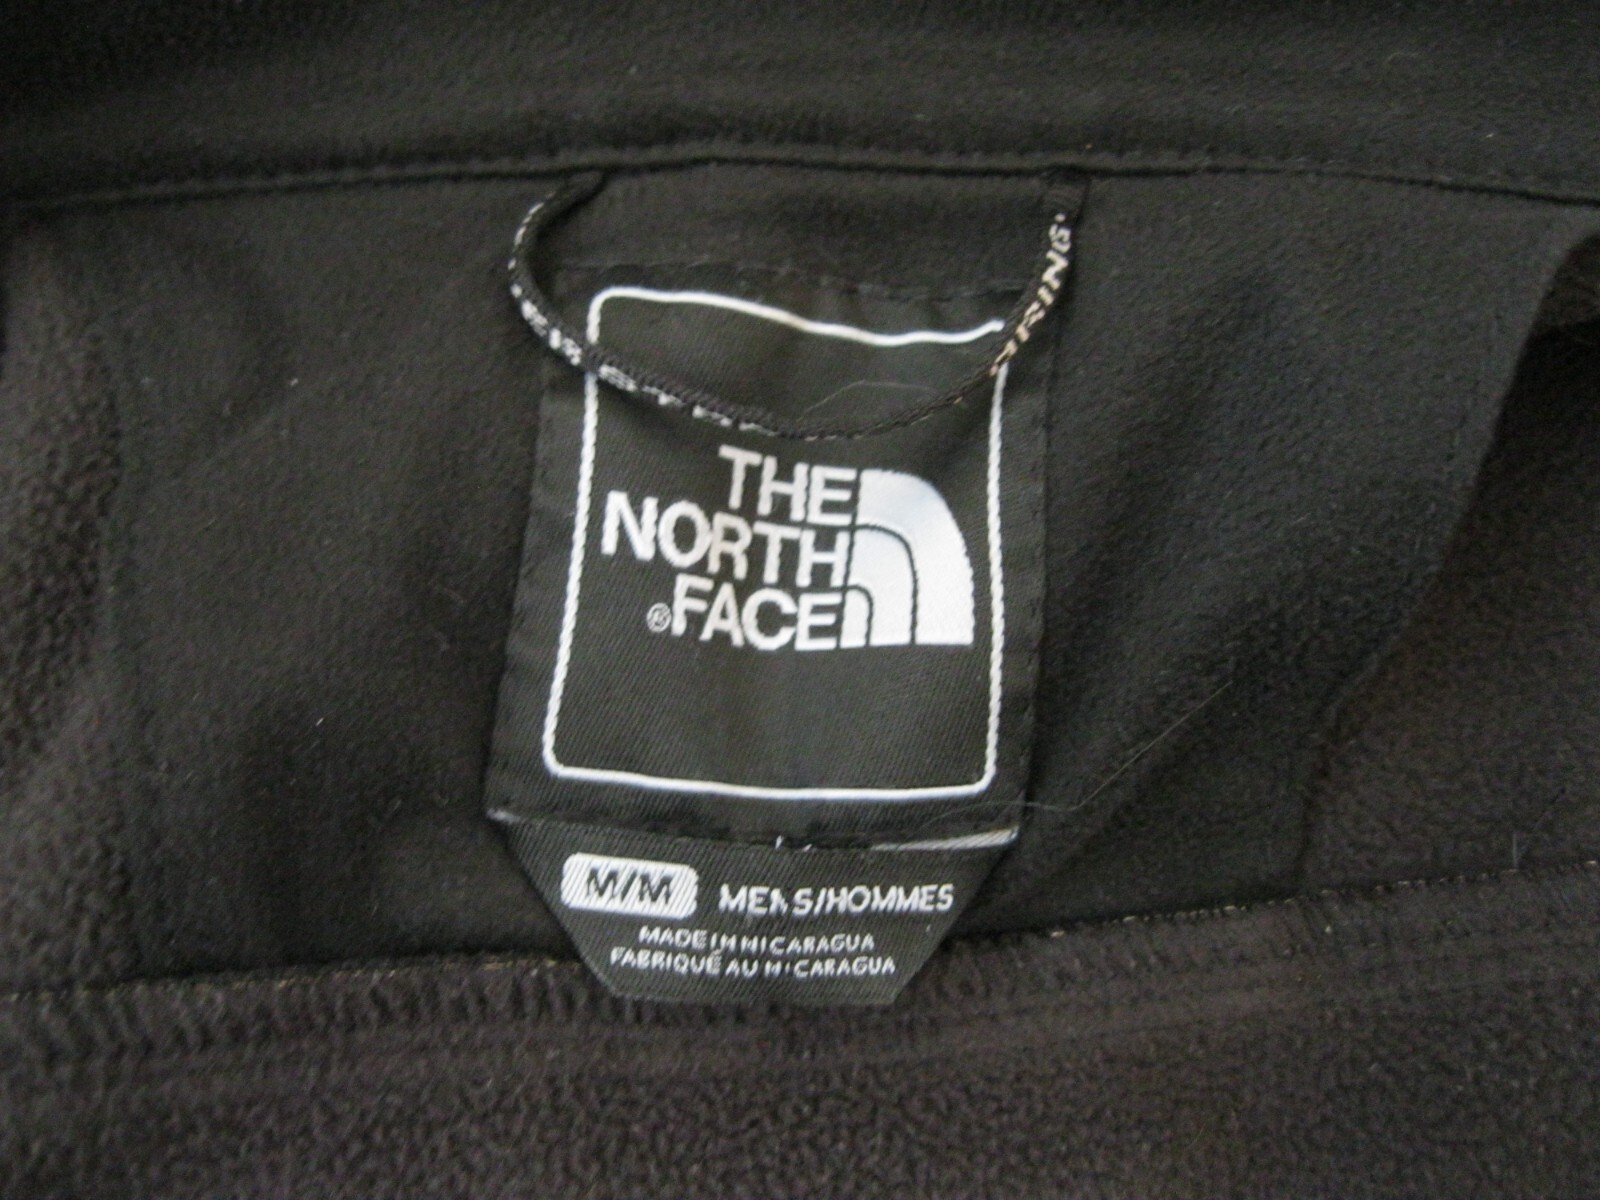 THE
NORTH
®FACE
M/M MENS/HOMMES
MADE IN NICARAGUA
FABRIQUÉ AU NICARAGUA